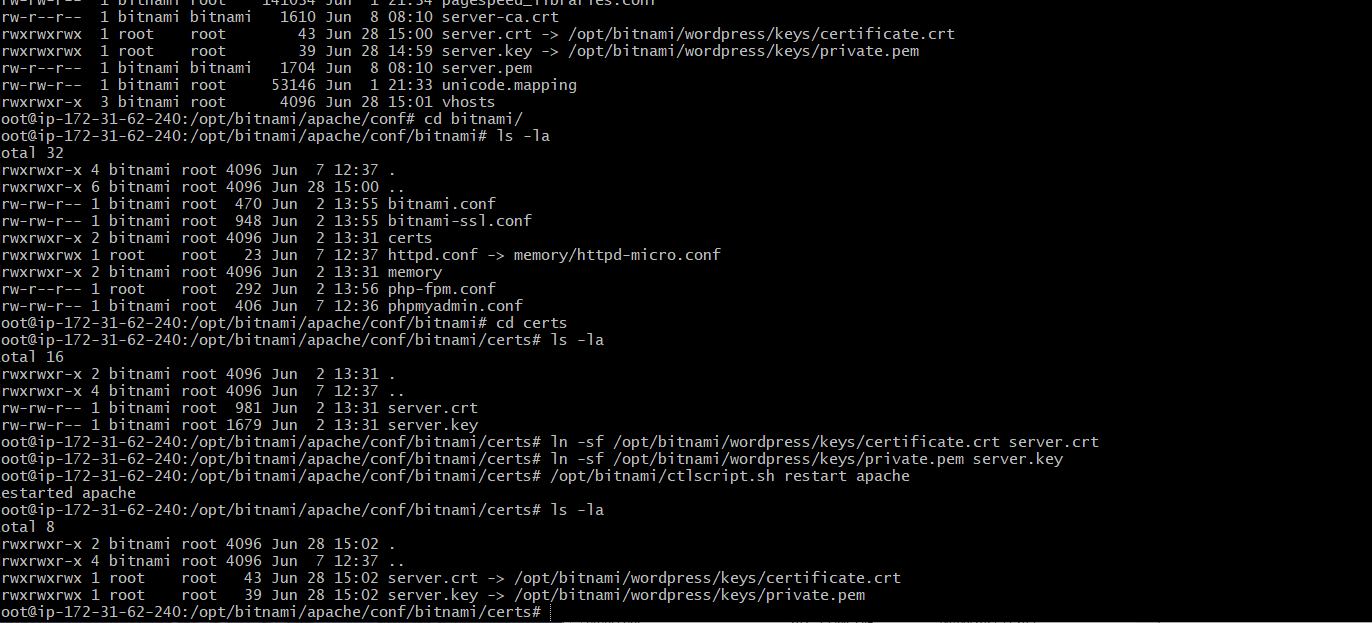 rw-rw-r-- 1 bitnami root 141034 Jun 1 21:34 pagespeed_libraries.conf
rw-r--r-- 1 bitnami bitnami 1610 Jun 8 08:10 server-ca.crt
rwxrwxrwx 1 root root 43 Jun 28 15:00 server.crt -> /opt/bitnami/wordpress/keys/certificate.crt
rwxrwxrwx 1 root root 39 Jun 28 14:59 server.key -> /opt/bitnami/wordpress/keys/private.pem
rw-r--r-- 1 bitnami bitnami 1704 Jun 8 08:10 server.pem
rw-rw-r-- 1 bitnami root 53146 Jun 1 21:33 unicode.mapping
rwxrwxr-x 3 bitnami root 4096 Jun 28 15:01 vhosts
oot@ip-172-31-62-240:/opt/bitnami/apache/conf# cd bitnami/
oot@ip-172-31-62-240:/opt/bitnami/apache/conf/bitnami# ls -la
otal 32
rwxrwxr-x 4 bitnami root 4096 Jun 7 12:37 .
rwxrwxr-x 6 bitnami root 4096 Jun 28 15:00 ..
rw-rw-r-- 1 bitnami root 470 Jun 2 13:55 bitnami.conf
rw-rw-r-- 1 bitnami root 948 Jun 2 13:55 bitnami-ssl.conf
rwxrwxr-x 2 bitnami root 4096 Jun 2 13:31 certs
rwxrwxrwx 1 root root 23 Jun 7 12:37 httpd.conf -> memory/httpd-micro.conf
rwxrwxr-x 2 bitnami root 4096 Jun 2 13:31 memory
rw-r--r-- 1 root root 292 Jun 2 13:56 php-fpm.conf
rw-rw-r-- 1 bitnami root 406 Jun 7 12:36 phpmyadmin.conf
oot@ip-172-31-62-240:/opt/bitnami/apache/conf/bitnami# cd certs
oot@ip-172-31-62-240:/opt/bitnami/apache/conf/bitnami/certs# ls -la
otal 16
rwxrwxr-x 2 bitnami root 4096 Jun 2 13:31 .
rwxrwxr-x 4 bitnami root 4096 Jun 7 12:37 ..
rw-rw-r-- 1 bitnami root 981 Jun 2 13:31 server.crt
rw-rw-r-- 1 bitnami root 1679 Jun 2 13:31 server.key
oot@ip-172-31-62-240:/opt/bitnami/apache/conf/bitnami/certs# ln -sf /opt/bitnami/wordpress/keys/certificate.crt server.crt
oot@ip-172-31-62-240:/opt/bitnami/apache/conf/bitnami/certs# ln -sf /opt/bitnami/wordpress/keys/private.pem server.key
oot@ip-172-31-62-240:/opt/bitnami/apache/conf/bitnami/certs# /opt/bitnami/ctlscript.sh restart apache
estarted apache
oot@ip-172-31-62-240:/opt/bitnami/apache/conf/bitnami/certs# ls -la
otal 8
rwxrwxr-x 2 bitnami root 4096 Jun 28 15:02 .
rwxrwxr-x 4 bitnami root 4096 Jun 7 12:37 ..
rwxrwxrwx 1 root root 43 Jun 28 15:02 server.crt -> /opt/bitnami/wordpress/keys/certificate.crt
rwxrwxrwx 1 root root 39 Jun 28 15:02 server.key -> /opt/bitnami/wordpress/keys/private.pem
oot@ip-172-31-62-240:/opt/bitnami/apache/conf/bitnami/certs#